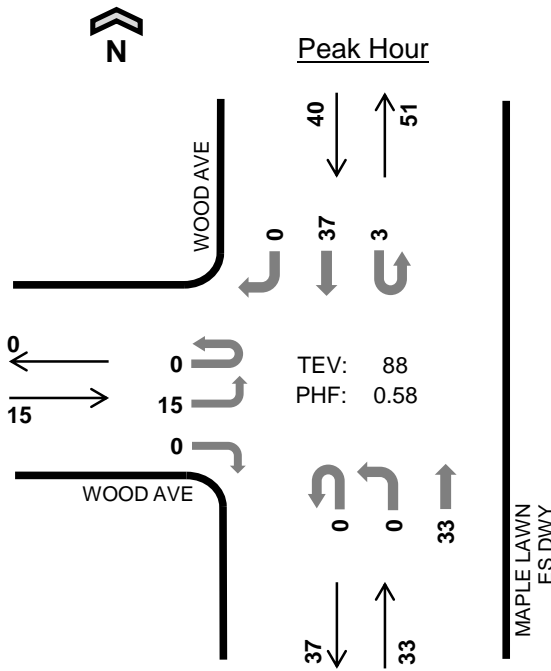 N
Peak Hour
40
51
WOOD AVE
0
37
3
0
0
15
15
0
TEV: 88
PHF: 0.58
WOOD AVE
0
0
33
37
33
MAPLE LAWN
ES DWY